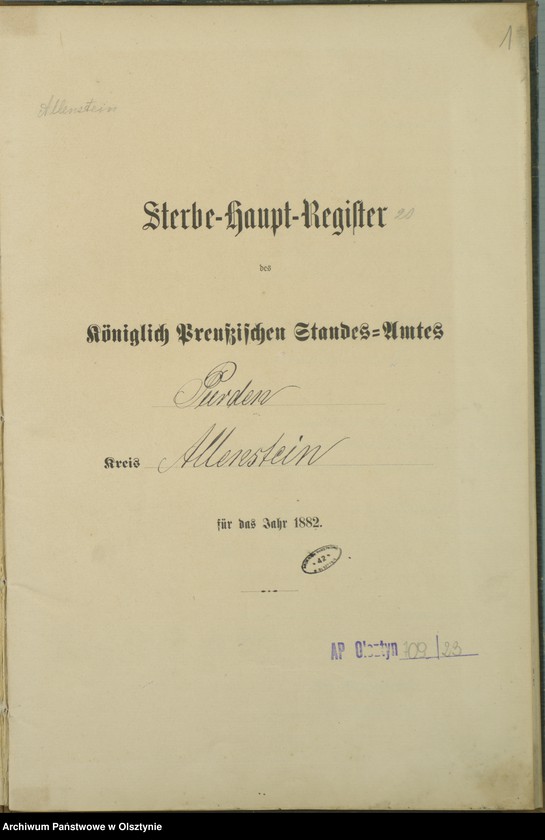 1
Allenstein
Sterbe-Haupt-Register 20
des
Königlich Preußischen Standes-Amtes
Purden
Kreis Allenstein
für das Jahr 1882.
AP Olsztyn 109/23
Archiwum Państwowe w Olsztynie